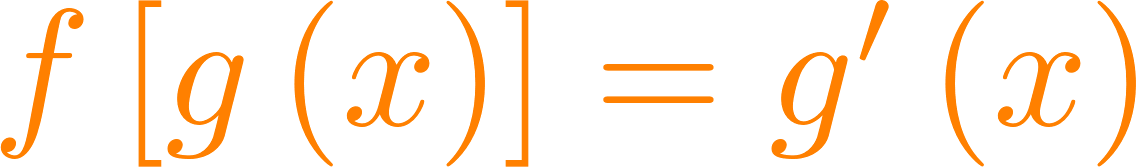 f [g (x)] = g′ (x)